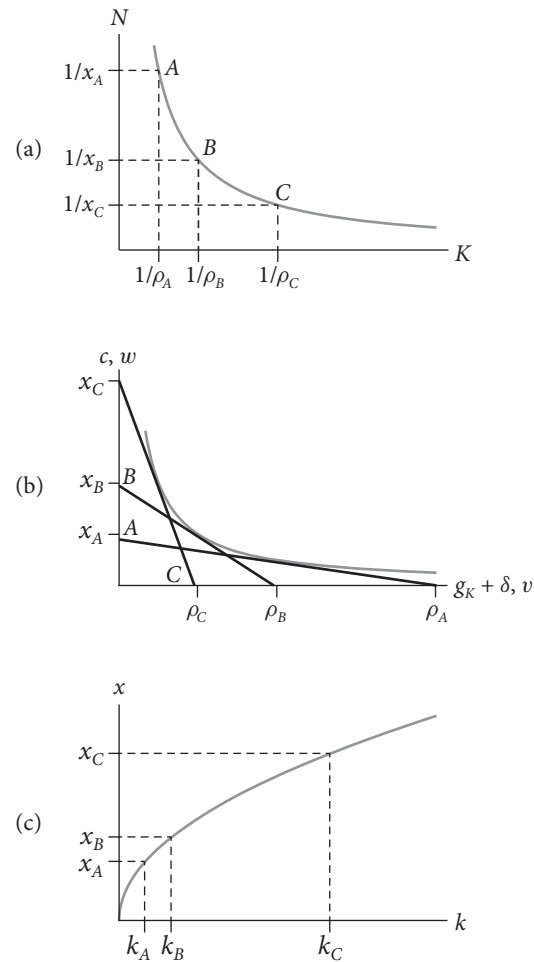 N
1/x_A
A
(a)
1/x_B
B
1/x_C
C
K
1/ρ_A 1/ρ_B 1/ρ_C
c, w
x_C
(b)
x_B
B
x_A
A
C
g_K + δ, v
ρ_C ρ_B ρ_A
x
x_C
(c)
x_B
x_A
k
k_A k_B k_C